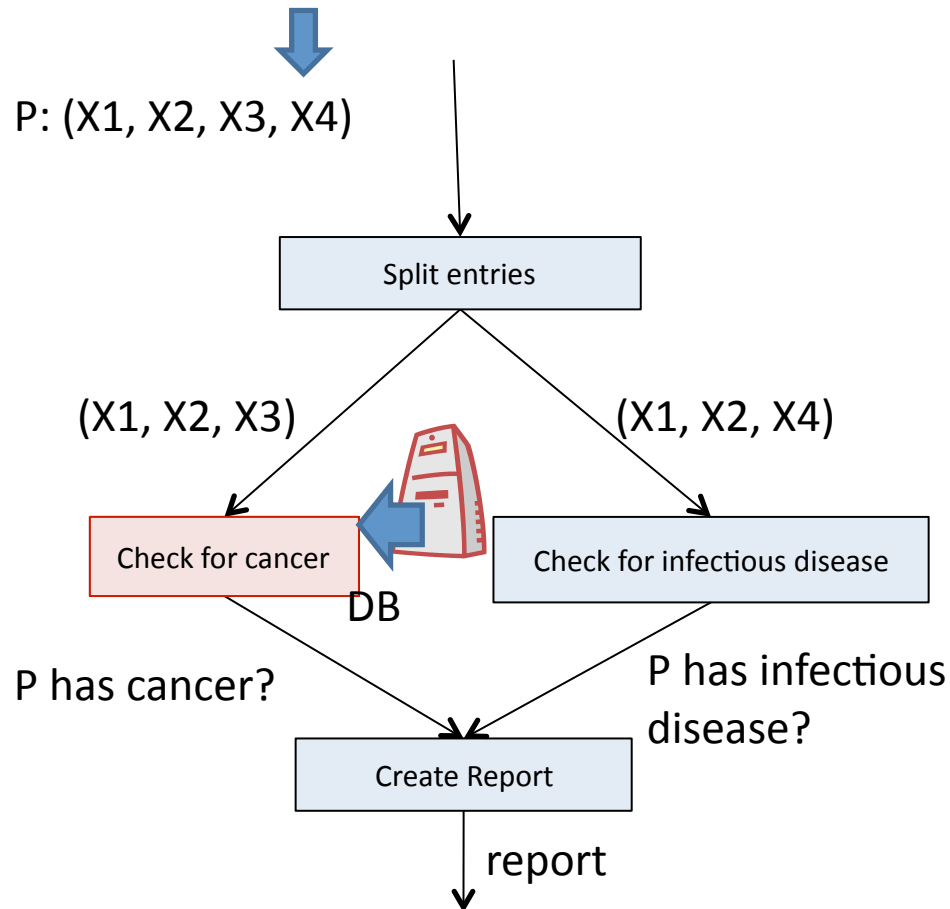 P: (X1, X2, X3, X4)
Split entries
(X1, X2, X3)
(X1, X2, X4)
Check for cancer
Check for infectious disease
DB
P has cancer?
P has infectious
disease?
Create Report
report